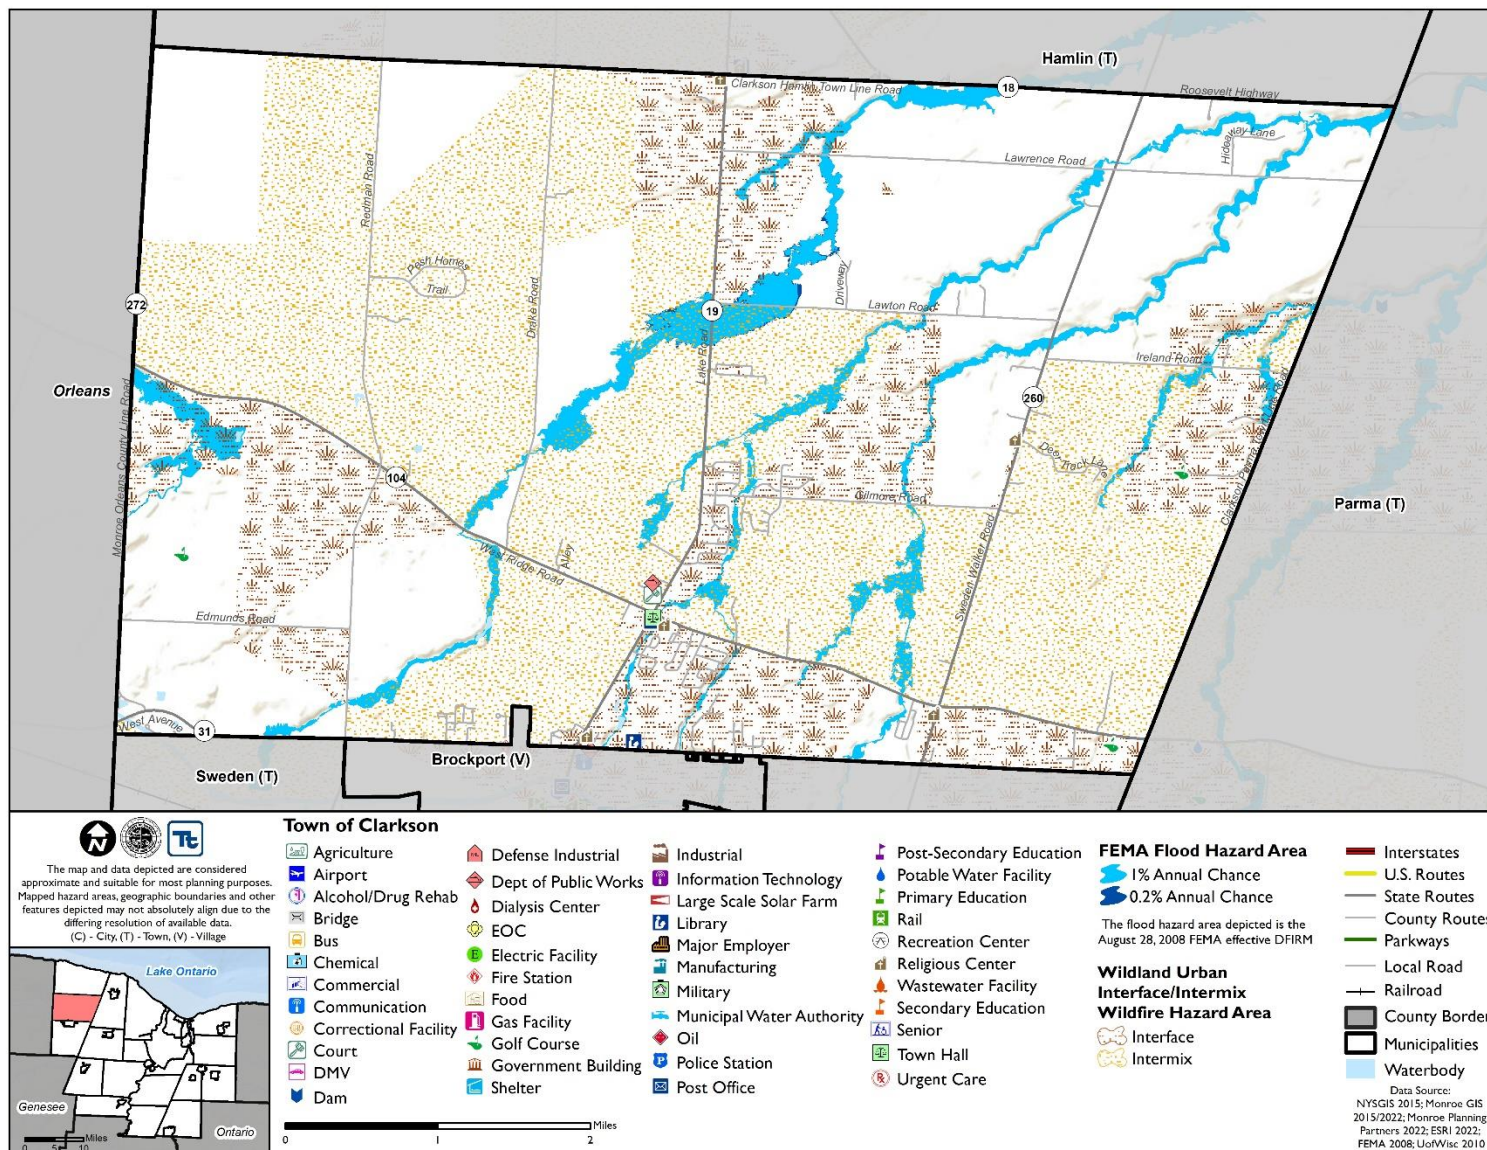 Hamlin (T)
Clarkson Hamlin Town Line Road
18
Roosevelt Highway
Hideaway Lane
Lawrence Road
Redman Road
Pesh Homes
Trail
Drake Road
Driveway
272
19
Lawton Road
Lake Road
Ireland Road
Orleans
Monroe Orleans County Line Road
260
Deer Track Lane
Clarkson Parma Town Line Road
104
Gilmore Road
Parma (T)
West Ridge Road
Alley
Sweden Walker Road
Edmunds Road
West Avenue
31
Sweden (T)
Brockport (V)
N
Tt
The map and data depicted are considered
approximate and suitable for most planning purposes.
Mapped hazard areas, geographic boundaries and other
features depicted may not absolutely align due to the
differing resolution of available data.
(C) - City, (T) - Town, (V) - Village
Lake Ontario
Genesee
Ontario
Miles
0 5 10
Town of Clarkson
Agriculture
Airport
Alcohol/Drug Rehab
Bridge
Bus
Chemical
Commercial
Communication
Correctional Facility
Court
DMV
Dam
Defense Industrial
Dept of Public Works
Dialysis Center
EOC
Electric Facility
Fire Station
Food
Gas Facility
Golf Course
Government Building
Shelter
Industrial
Information Technology
Large Scale Solar Farm
Library
Major Employer
Manufacturing
Military
Municipal Water Authority
Oil
Police Station
Post Office
Post-Secondary Education
Potable Water Facility
Primary Education
Rail
Recreation Center
Religious Center
Wastewater Facility
Secondary Education
Senior
Town Hall
Urgent Care
Miles
0 1 2
FEMA Flood Hazard Area
1% Annual Chance
0.2% Annual Chance
The flood hazard area depicted is the
August 28, 2008 FEMA effective DFIRM
Wildland Urban
Interface/Intermix
Wildfire Hazard Area
Interface
Intermix
Interstates
U.S. Routes
State Routes
County Routes
Parkways
Local Road
Railroad
County Border
Municipalities
Waterbody
Data Source:
NYSGIS 2015; Monroe GIS
2015/2022; Monroe Planning
Partners 2022; ESRI 2022;
FEMA 2008; UofWisc 2010